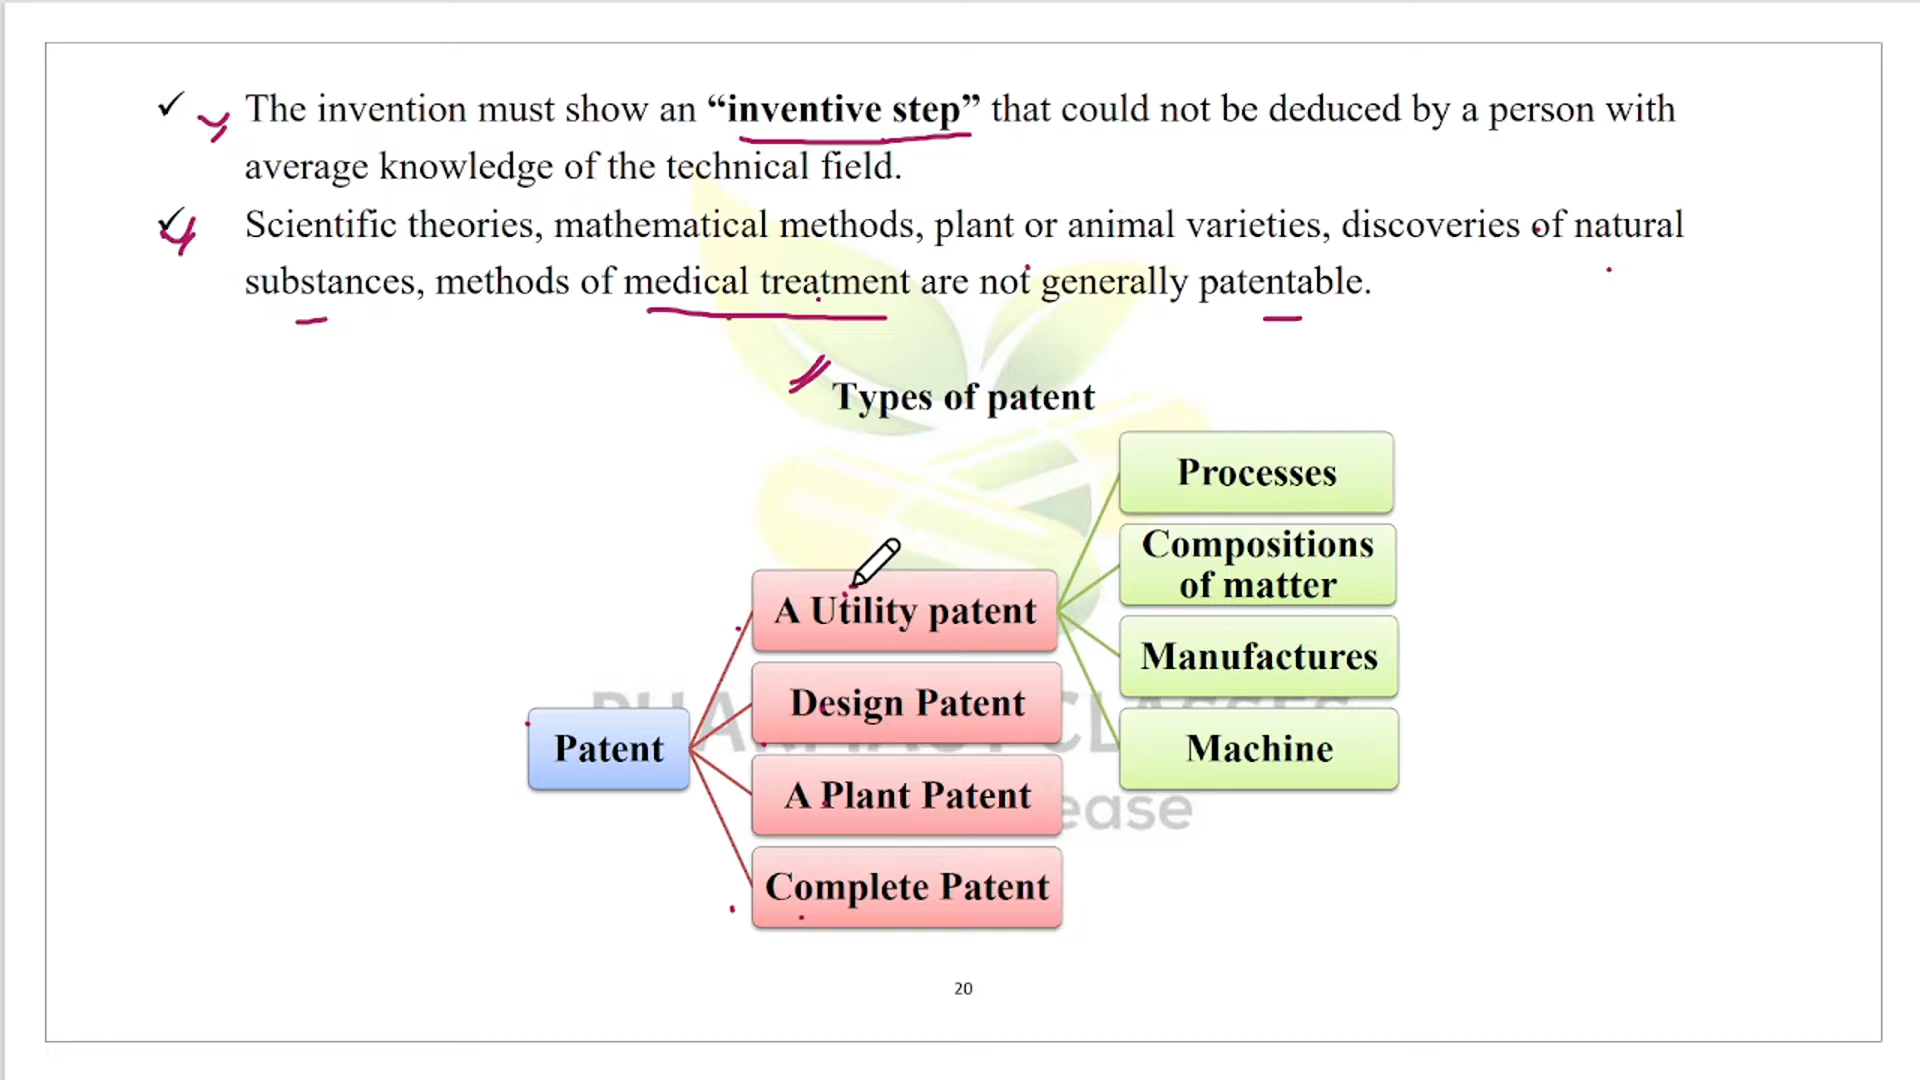 ✓ The invention must show an “inventive step” that could not be deduced by a person with
average knowledge of the technical field.
✓ Scientific theories, mathematical methods, plant or animal varieties, discoveries of natural
substances, methods of medical treatment are not generally patentable.
Types of patent
Processes
Compositions
of matter
A Utility patent
Manufactures
Design Patent
Patent
Machine
A Plant Patent
ease
Complete Patent
20